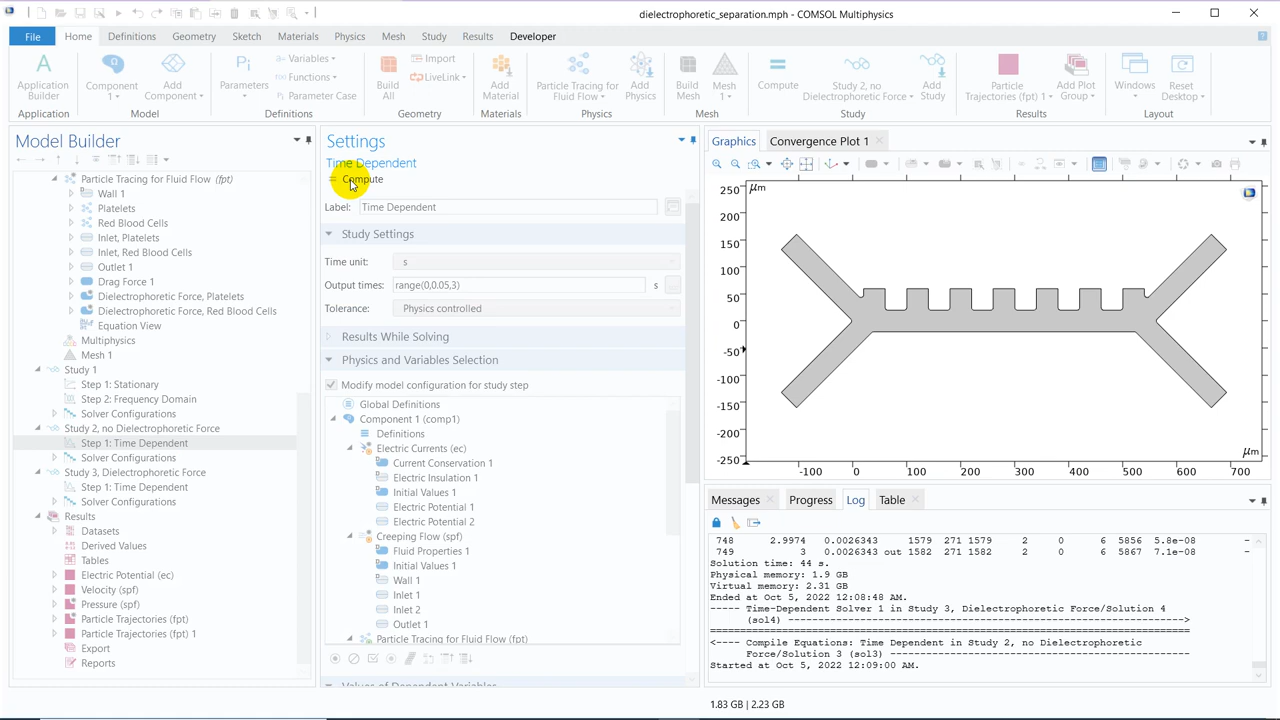 dielectrophoretic_separation.mph - COMSOL Multiphysics
File Home Definitions Geometry Sketch Materials Physics Mesh Study Results Developer
Application Builder
Component 1
Add Component
Parameters
Variables
Functions
Parameter Case
Build All
Import
LiveLink
Add Material
Particle Tracing for Fluid Flow
Add Physics
Build Mesh
Mesh 1
Compute
Study 2, no Dielectrophoretic Force
Add Study
Particle Trajectories (fpt) 1
Add Plot Group
Windows
Reset Desktop
Application Model Definitions Geometry Materials Physics Mesh Study Results Layout
Model Builder
Particle Tracing for Fluid Flow (fpt)
Wall 1
Platelets
Red Blood Cells
Inlet, Platelets
Inlet, Red Blood Cells
Outlet 1
Drag Force 1
Dielectrophoretic Force, Platelets
Dielectrophoretic Force, Red Blood Cells
Equation View
Multiphysics
Mesh 1
Study 1
Step 1: Stationary
Step 2: Frequency Domain
Solver Configurations
Study 2, no Dielectrophoretic Force
Step 1: Time Dependent
Solver Configurations
Study 3, Dielectrophoretic Force
Step 1: Time Dependent
Solver Configurations
Results
Datasets
Derived Values
Tables
Electric Potential (ec)
Velocity (spf)
Pressure (spf)
Particle Trajectories (fpt)
Particle Trajectories (fpt) 1
Export
Reports
Settings
Time Dependent
= Compute
Label: Time Dependent
Study Settings
Time unit: s
Output times: range(0,0.05,3) s
Tolerance: Physics controlled
Results While Solving
Physics and Variables Selection
Modify model configuration for study step
Global Definitions
Component 1 (comp1)
Definitions
Electric Currents (ec)
Current Conservation 1
Electric Insulation 1
Initial Values 1
Electric Potential 1
Electric Potential 2
Creeping Flow (spf)
Fluid Properties 1
Initial Values 1
Wall 1
Inlet 1
Inlet 2
Outlet 1
Particle Tracing for Fluid Flow (fpt)
Values of Dependent Variables
Graphics Convergence Plot 1
µm
250
200
150
100
50
0
-50
-100
-150
-200
-250
µm
-100 0 100 200 300 400 500 600 700
Messages Progress Log Table
748 2.9974 0.0026343 1579 271 1579 2 0 6 5856 5.8e-08 -
749 3 0.0026343 out 1582 271 1582 2 0 6 5867 7.1e-08 -
Solution time: 44 s.
Physical memory: 1.9 GB
Virtual memory: 2.31 GB
Ended at Oct 5, 2022 12:08:48 AM.
----- Time-Dependent Solver 1 in Study 3, Dielectrophoretic Force/Solution 4
(sol4) -------------------------------------------------------->
================================================================
<---- Compile Equations: Time Dependent in Study 2, no Dielectrophoretic
Force/Solution 3 (sol3) ------------------------------------------
Started at Oct 5, 2022 12:09:00 AM.
1.83 GB | 2.23 GB